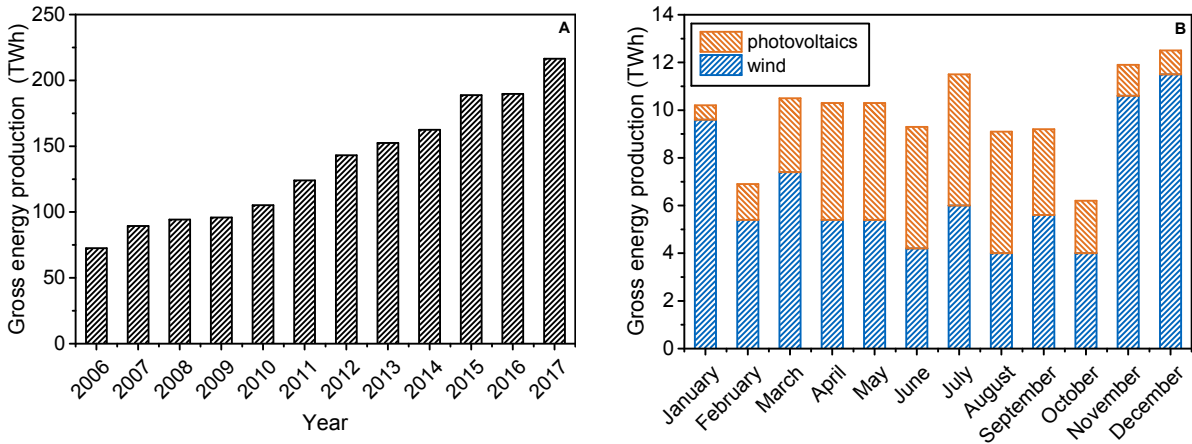 A
Gross energy production (TWh)
250
200
150
100
50
0
2006
2007
2008
2009
2010
2011
2012
2013
2014
2015
2016
2017
Year
B
photovoltaics
wind
Gross energy production (TWh)
14
12
10
8
6
4
2
0
January
February
March
April
May
June
July
August
September
October
November
December